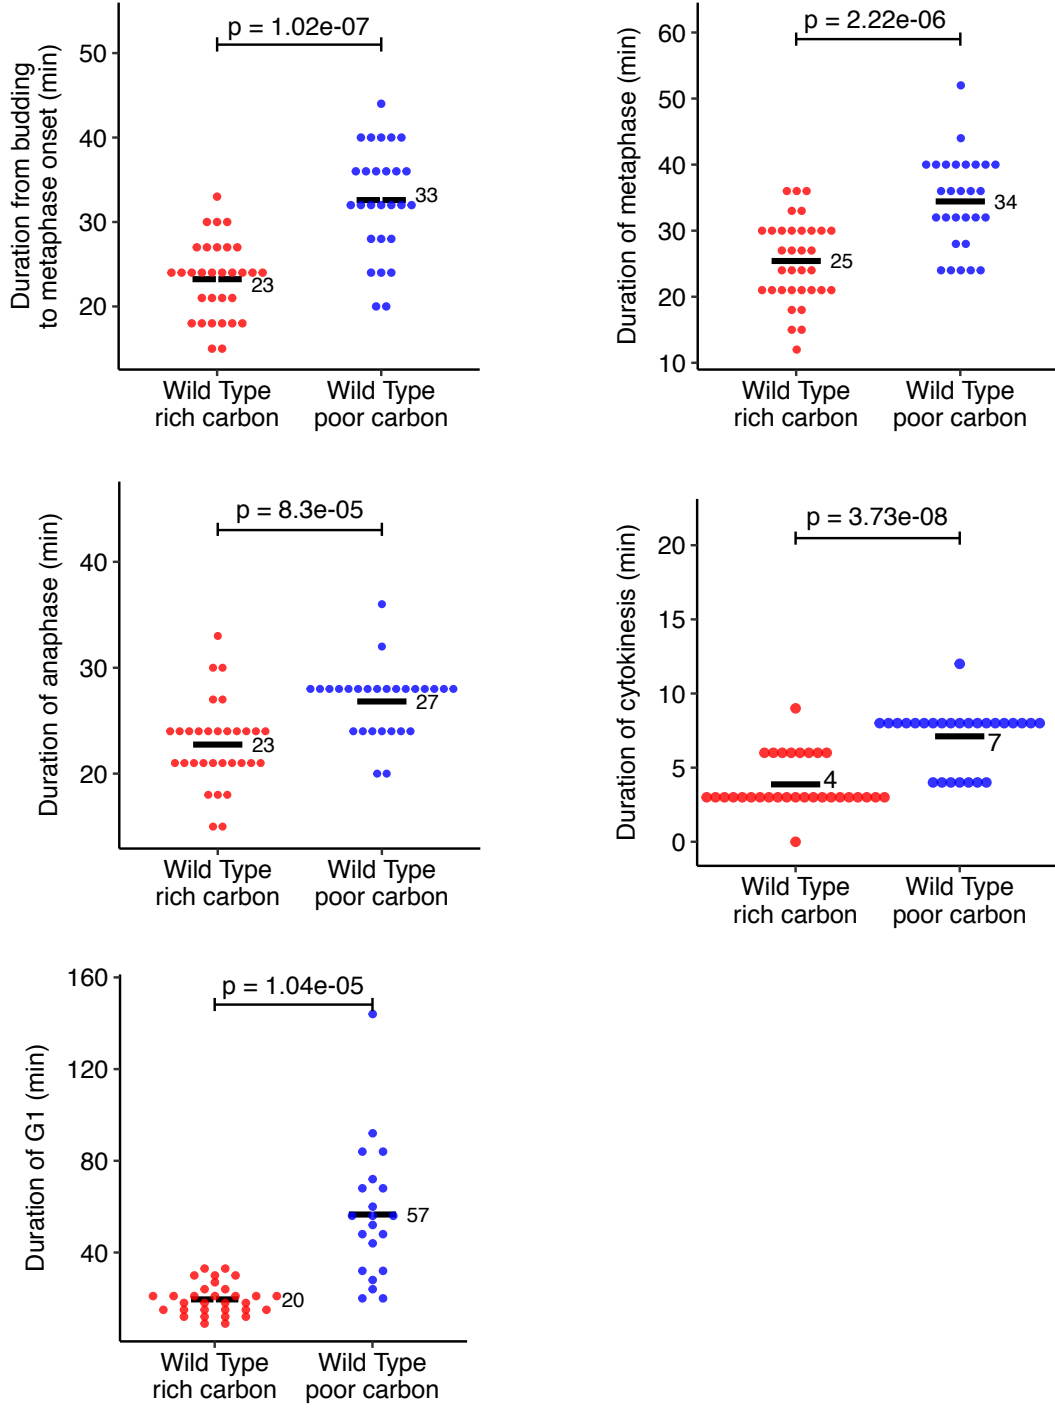 Duration from budding
to metaphase onset (min)
50
40
30
20
p = 1.02e-07
23
33
Wild Type
rich carbon
Wild Type
poor carbon
Duration of metaphase (min)
60
50
40
30
20
10
p = 2.22e-06
25
34
Wild Type
rich carbon
Wild Type
poor carbon
Duration of anaphase (min)
40
30
20
p = 8.3e-05
23
27
Wild Type
rich carbon
Wild Type
poor carbon
Duration of cytokinesis (min)
20
15
10
5
0
p = 3.73e-08
4
7
Wild Type
rich carbon
Wild Type
poor carbon
Duration of G1 (min)
160
120
80
40
p = 1.04e-05
20
57
Wild Type
rich carbon
Wild Type
poor carbon